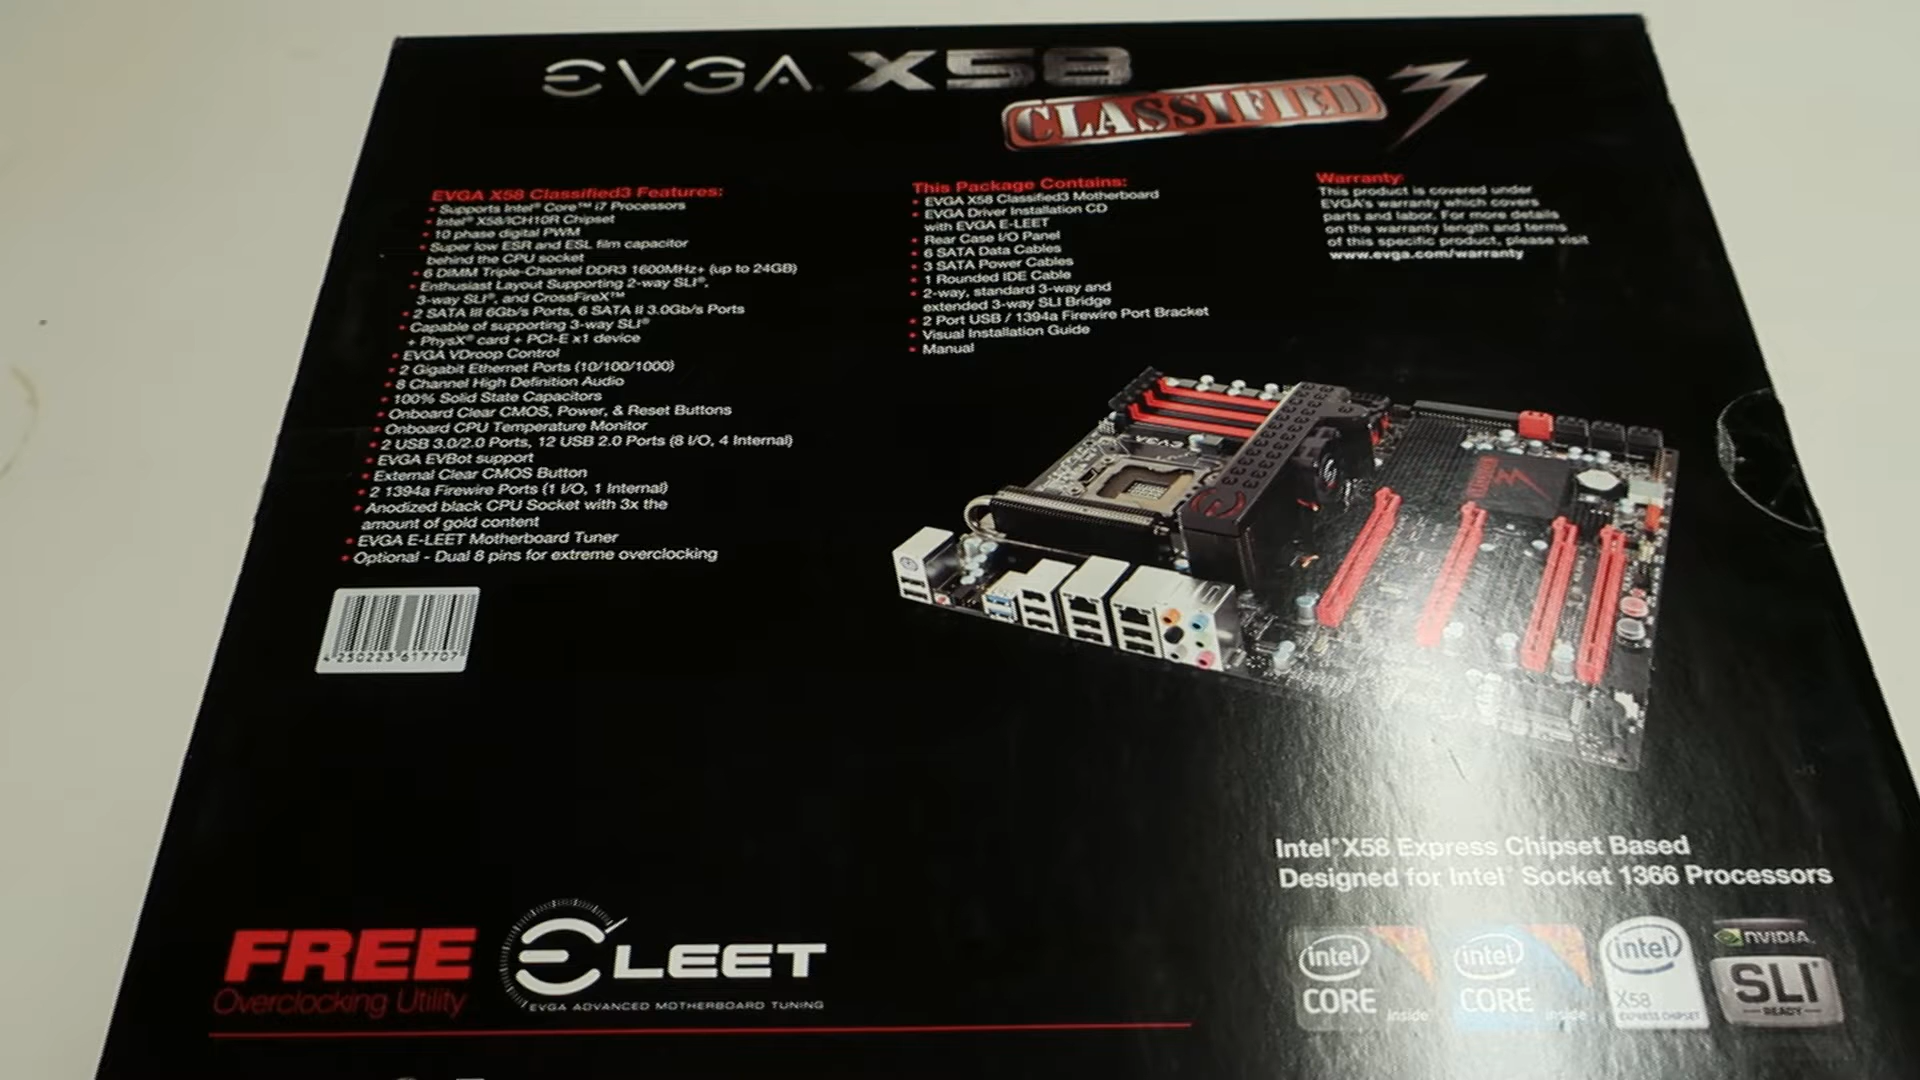 EVGA X58
CLASSIFIED 3
EVGA X58 Classified3 Features:
• Supports Intel® Core™ i7 Processors
• Intel® X58/ICH10R Chipset
• 10 phase digital PWM
• Super low ESR and ESL film capacitor
behind the CPU socket
• 6 DIMM Triple-Channel DDR3 1600MHz+ (up to 24GB)
• Enthusiast Layout Supporting 2-way SLI®,
3-way SLI®, and CrossFireX™
• 2 SATA III 6Gb/s Ports, 6 SATA II 3.0Gb/s Ports
• Capable of supporting 3-way SLI®
+ PhysX® card + PCI-E x1 device
• EVGA VDroop Control
• 2 Gigabit Ethernet Ports (10/100/1000)
• 8 Channel High Definition Audio
• 100% Solid State Capacitors
• Onboard Clear CMOS, Power, & Reset Buttons
• Onboard CPU Temperature Monitor
• 2 USB 3.0/2.0 Ports, 12 USB 2.0 Ports (8 I/O, 4 Internal)
• EVGA EVBot support
• External Clear CMOS Button
• 2 1394a Firewire Ports (1 I/O, 1 Internal)
• Anodized black CPU Socket with 3x the
amount of gold content
• EVGA E-LEET Motherboard Tuner
• Optional - Dual 8 pins for extreme overclocking
This Package Contains:
• EVGA X58 Classified3 Motherboard
• EVGA Driver Installation CD
with EVGA E-LEET
• Rear Case I/O Panel
• 6 SATA Data Cables
• 3 SATA Power Cables
• 1 Rounded IDE Cable
• 2-way, standard 3-way and
extended 3-way SLI Bridge
• 2 Port USB / 1394a Firewire Port Bracket
• Visual Installation Guide
• Manual
Warranty:
This product is covered under
EVGA's warranty which covers
parts and labor. For more details
on the warranty length and terms
of this specific product, please visit
www.evga.com/warranty
EVGA
4 250223 617707
Intel® X58 Express Chipset Based
Designed for Intel® Socket 1366 Processors
FREE
Overclocking Utility
E LEET
EVGA ADVANCED MOTHERBOARD TUNING
intel
CORE
inside
intel
CORE
inside
intel
X58
EXPRESS CHIPSET
NVIDIA.
SLI®
READY